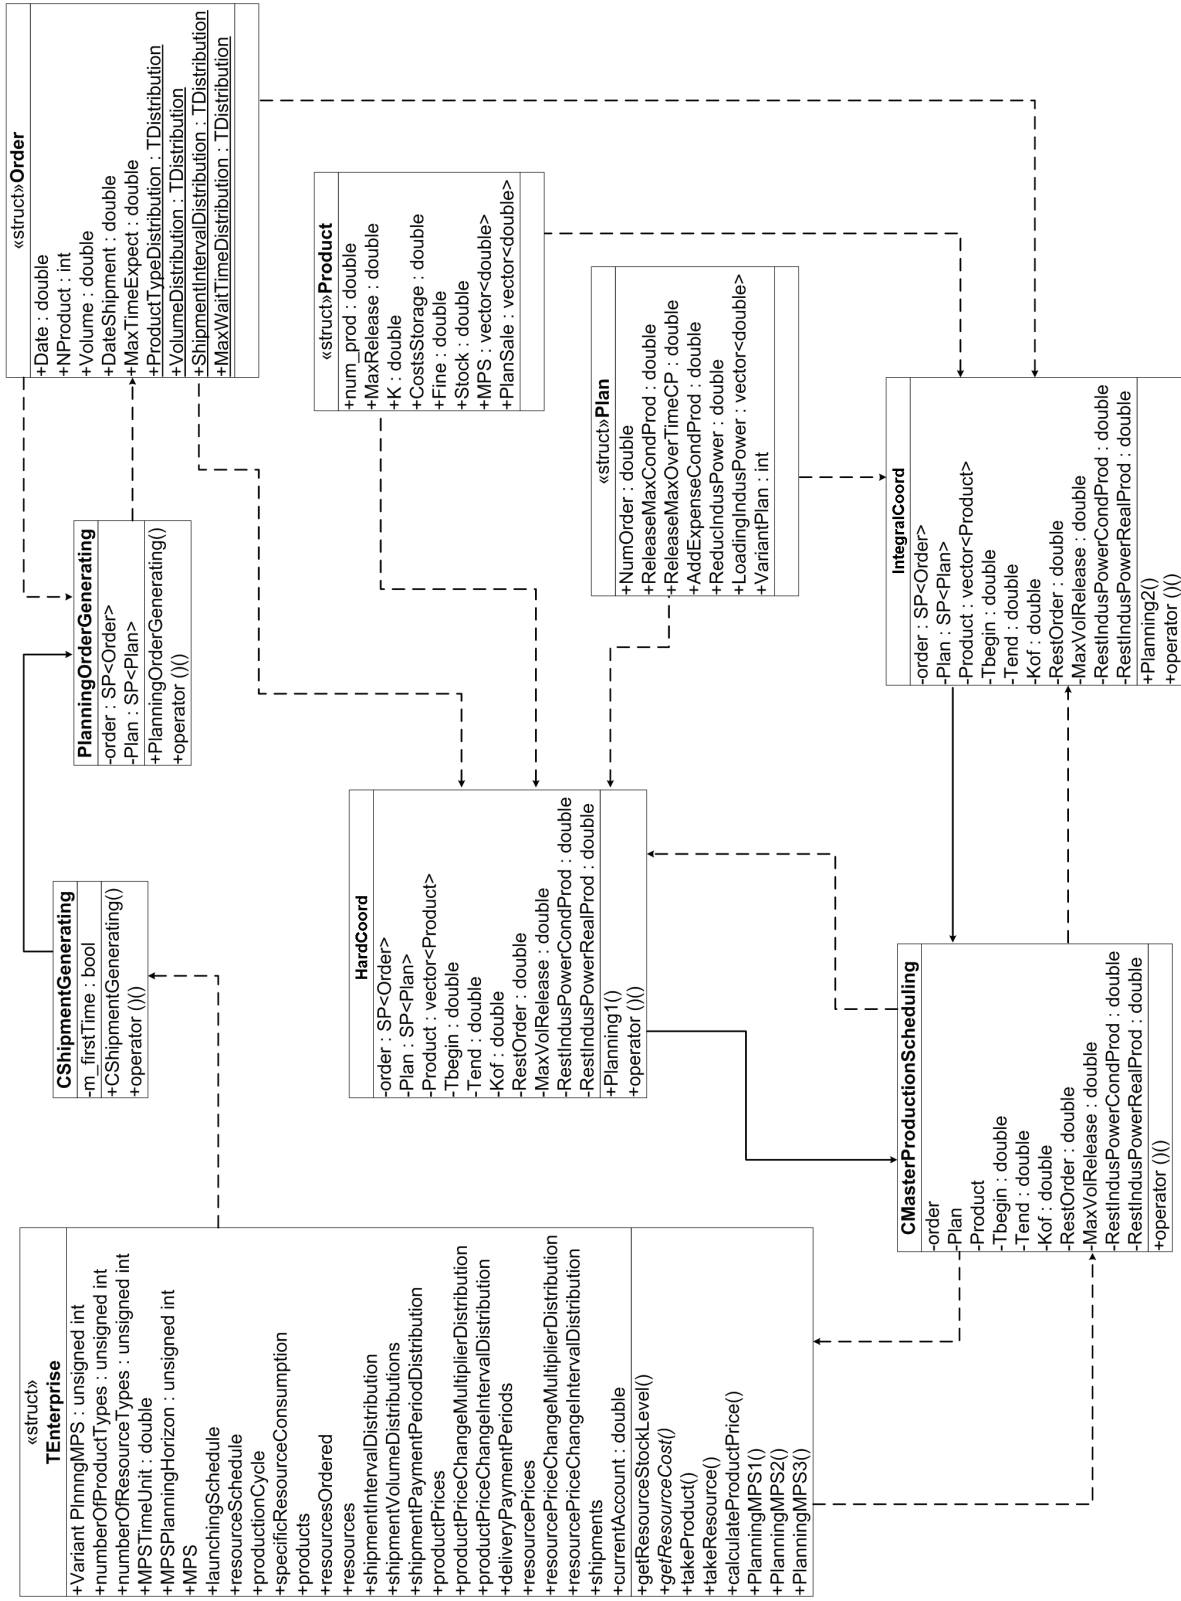 «struct»
TEnterprise
+Variant PlnnngMPS : unsigned int
+numberOfProductTypes : unsigned int
+numberOfResourceTypes : unsigned int
+MPSTimeUnit : double
+MPSPlanningHorizon : unsigned int
+MPS
+launchingSchedule
+resourceSchedule
+productionCycle
+specificResourceConsumption
+products
+resourcesOrdered
+resources
+shipmentIntervalDistribution
+shipmentVolumeDistributions
+shipmentPaymentPeriodDistribution
+productPrices
+productPriceChangeMultiplierDistribution
+productPriceChangeIntervalDistribution
+deliveryPaymentPeriods
+resourcePrices
+resourcePriceChangeMultiplierDistribution
+resourcePriceChangeIntervalDistribution
+shipments
+currentAccount : double
+getResourceStockLevel()
+getResourceCost()
+takeProduct()
+takeResource()
+calculateProductPrice()
+PlanningMPS1()
+PlanningMPS2()
+PlanningMPS3()
CShipmentGenerating
-m_firstTime : bool
+CShipmentGenerating()
+operator ()()
PlanningOrderGenerating
-order : SP<Order>
-Plan : SP<Plan>
+PlanningOrderGenerating()
+operator ()()
«struct»Order
+Date : double
+NProduct : int
+Volume : double
+DateShipment : double
+MaxTimeExpect : double
+ProductTypeDistribution : TDistribution
+VolumeDistribution : TDistribution
+ShipmentIntervalDistribution : TDistribution
+MaxWaitTimeDistribution : TDistribution
«struct»Product
+num_prod : double
+MaxRelease : double
+K : double
+CostsStorage : double
+Fine : double
+Stock : double
+MPS : vector<double>
+PlanSale : vector<double>
HardCoord
-order : SP<Order>
-Plan : SP<Plan>
-Product : vector<Product>
-Tbegin : double
-Tend : double
-Kof : double
-RestOrder : double
-MaxVolRelease : double
-RestIndusPowerCondProd : double
-RestIndusPowerRealProd : double
+Planning1()
+operator ()()
«struct»Plan
+NumOrder : double
+ReleaseMaxCondProd : double
+ReleaseMaxOverTimeCP : double
+AddExpenseCondProd : double
+ReducIndusPower : double
+LoadingIndusPower : vector<double>
+VariantPlan : int
CMasterProductionScheduling
-order
-Plan
-Product
-Tbegin : double
-Tend : double
-Kof : double
-RestOrder : double
-MaxVolRelease : double
-RestIndusPowerCondProd : double
-RestIndusPowerRealProd : double
+operator ()()
IntegralCoord
-order : SP<Order>
-Plan : SP<Plan>
-Product : vector<Product>
-Tbegin : double
-Tend : double
-Kof : double
-RestOrder : double
-MaxVolRelease : double
-RestIndusPowerCondProd : double
-RestIndusPowerRealProd : double
+Planning2()
+operator ()()